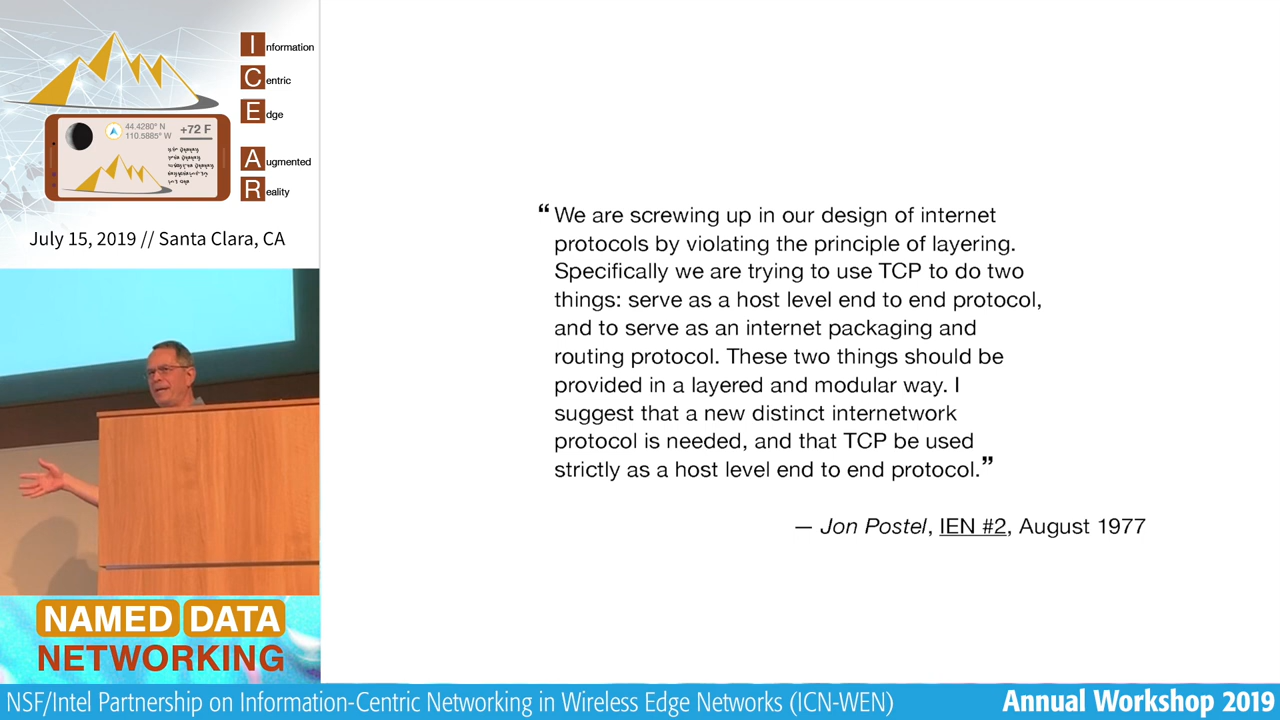 Information
Centric
Edge
Augmented
Reality
44.4280° N
110.5885° W
+72 F
July 15, 2019 // Santa Clara, CA
“We are screwing up in our design of internet
protocols by violating the principle of layering.
Specifically we are trying to use TCP to do two
things: serve as a host level end to end protocol,
and to serve as an internet packaging and
routing protocol. These two things should be
provided in a layered and modular way. I
suggest that a new distinct internetwork
protocol is needed, and that TCP be used
strictly as a host level end to end protocol.”
— Jon Postel, IEN #2, August 1977
NAMED DATA
NETWORKING
NSF/Intel Partnership on Information-Centric Networking in Wireless Edge Networks (ICN-WEN)
Annual Workshop 2019